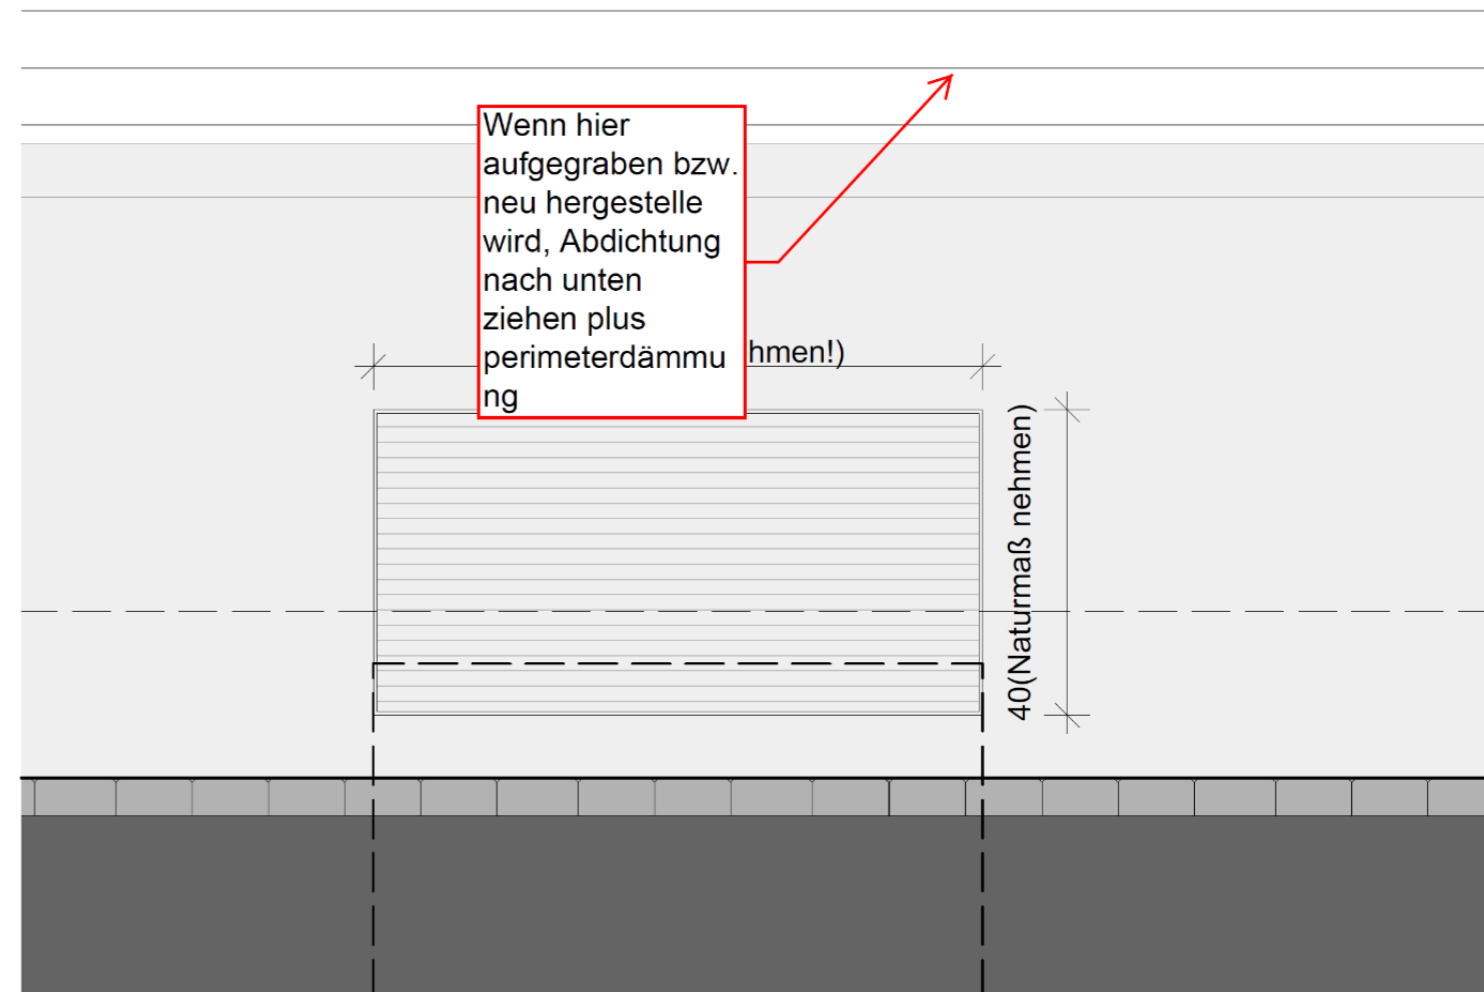 Wenn hier
aufgegraben bzw.
neu hergestelle
wird, Abdichtung
nach unten
ziehen plus
perimeterdämmu
ng
hmen!)
40(Naturmaß nehmen)